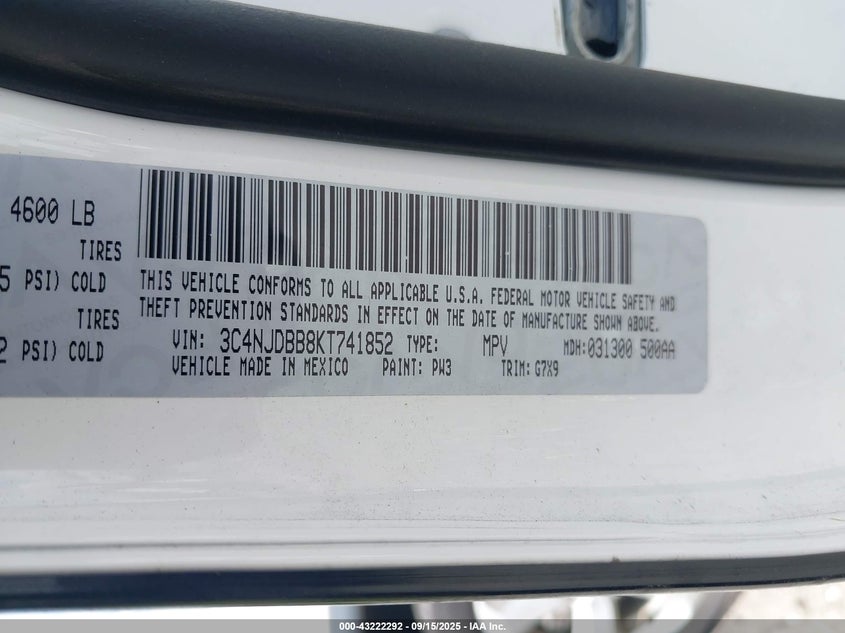 4600 LB
TIRES
5 PSI) COLD
THIS VEHICLE CONFORMS TO ALL APPLICABLE U.S.A. FEDERAL MOTOR VEHICLE SAFETY AND
THEFT PREVENTION STANDARDS IN EFFECT ON THE DATE OF MANUFACTURE SHOWN ABOVE.
TIRES
2 PSI) COLD
VIN: 3C4NJDBB8KT741852 TYPE: MPV MDH:031300 500AA
VEHICLE MADE IN MEXICO PAINT: PW3 TRIM: G7X9
000-43222292 - 09/15/2025 - IAA, Inc.